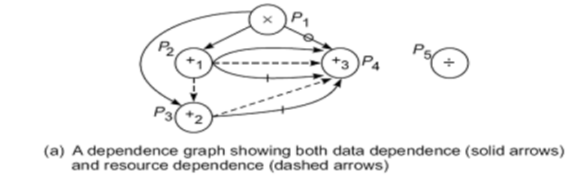 × P₁
P₂ +₁ +₃ P₄ P₅ ÷
P₃ +₂
(a) A dependence graph showing both data dependence (solid arrows)
and resource dependence (dashed arrows)